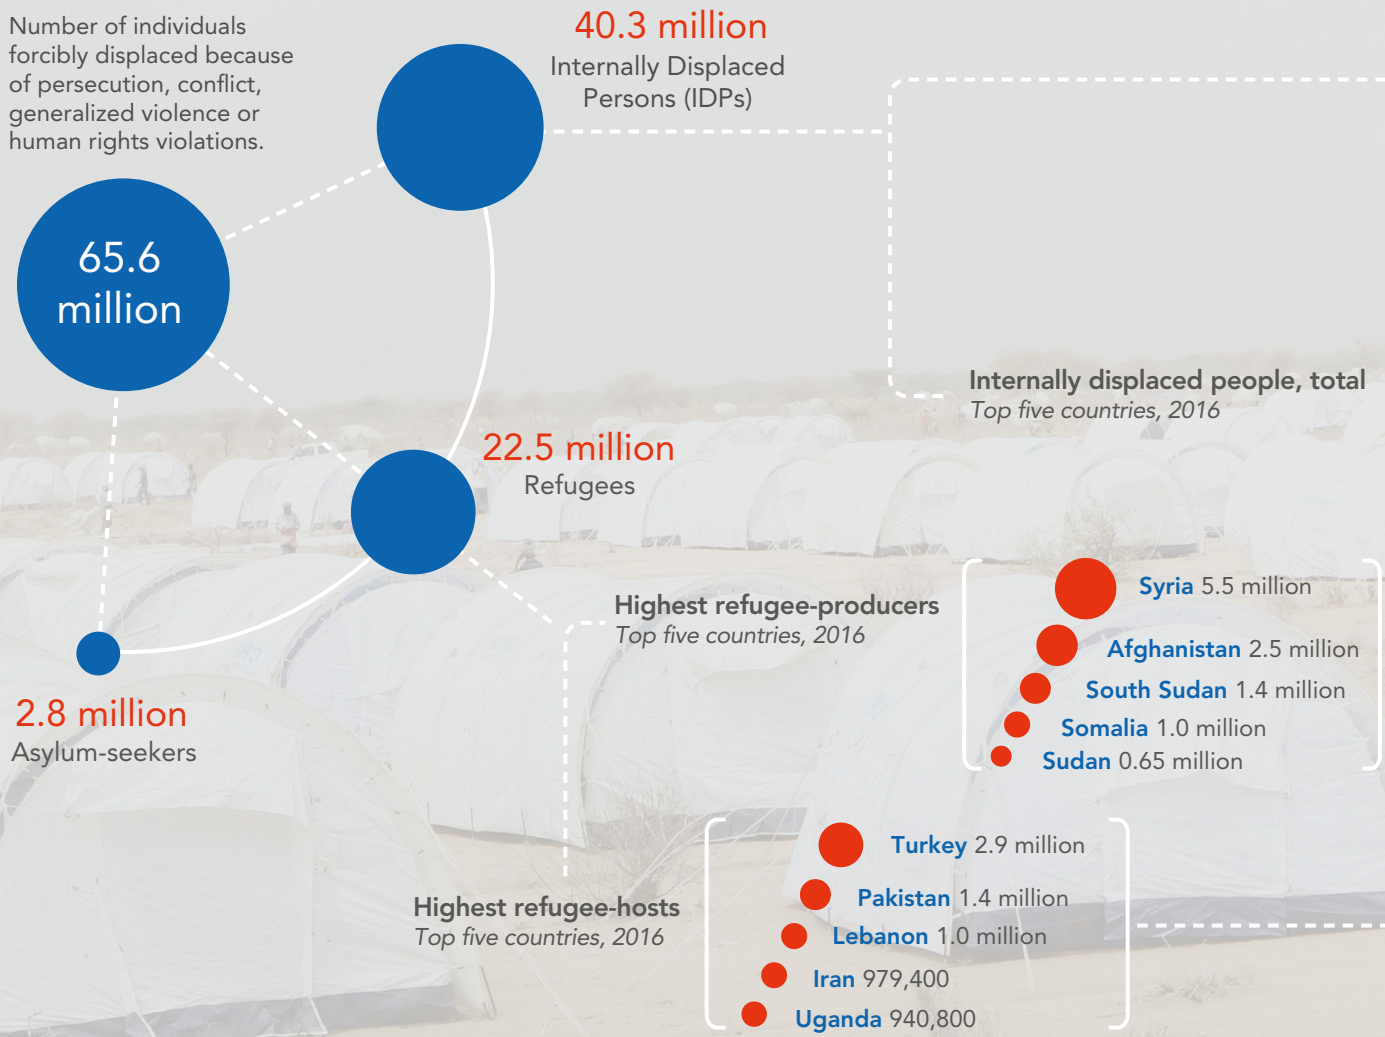 Number of individuals
forcibly displaced because
of persecution, conflict,
generalized violence or
human rights violations.
65.6
million
40.3 million
Internally Displaced
Persons (IDPs)
22.5 million
Refugees
2.8 million
Asylum-seekers
Internally displaced people, total
Top five countries, 2016
Highest refugee-producers
Top five countries, 2016
Syria 5.5 million
Afghanistan 2.5 million
South Sudan 1.4 million
Somalia 1.0 million
Sudan 0.65 million
Highest refugee-hosts
Top five countries, 2016
Turkey 2.9 million
Pakistan 1.4 million
Lebanon 1.0 million
Iran 979,400
Uganda 940,800